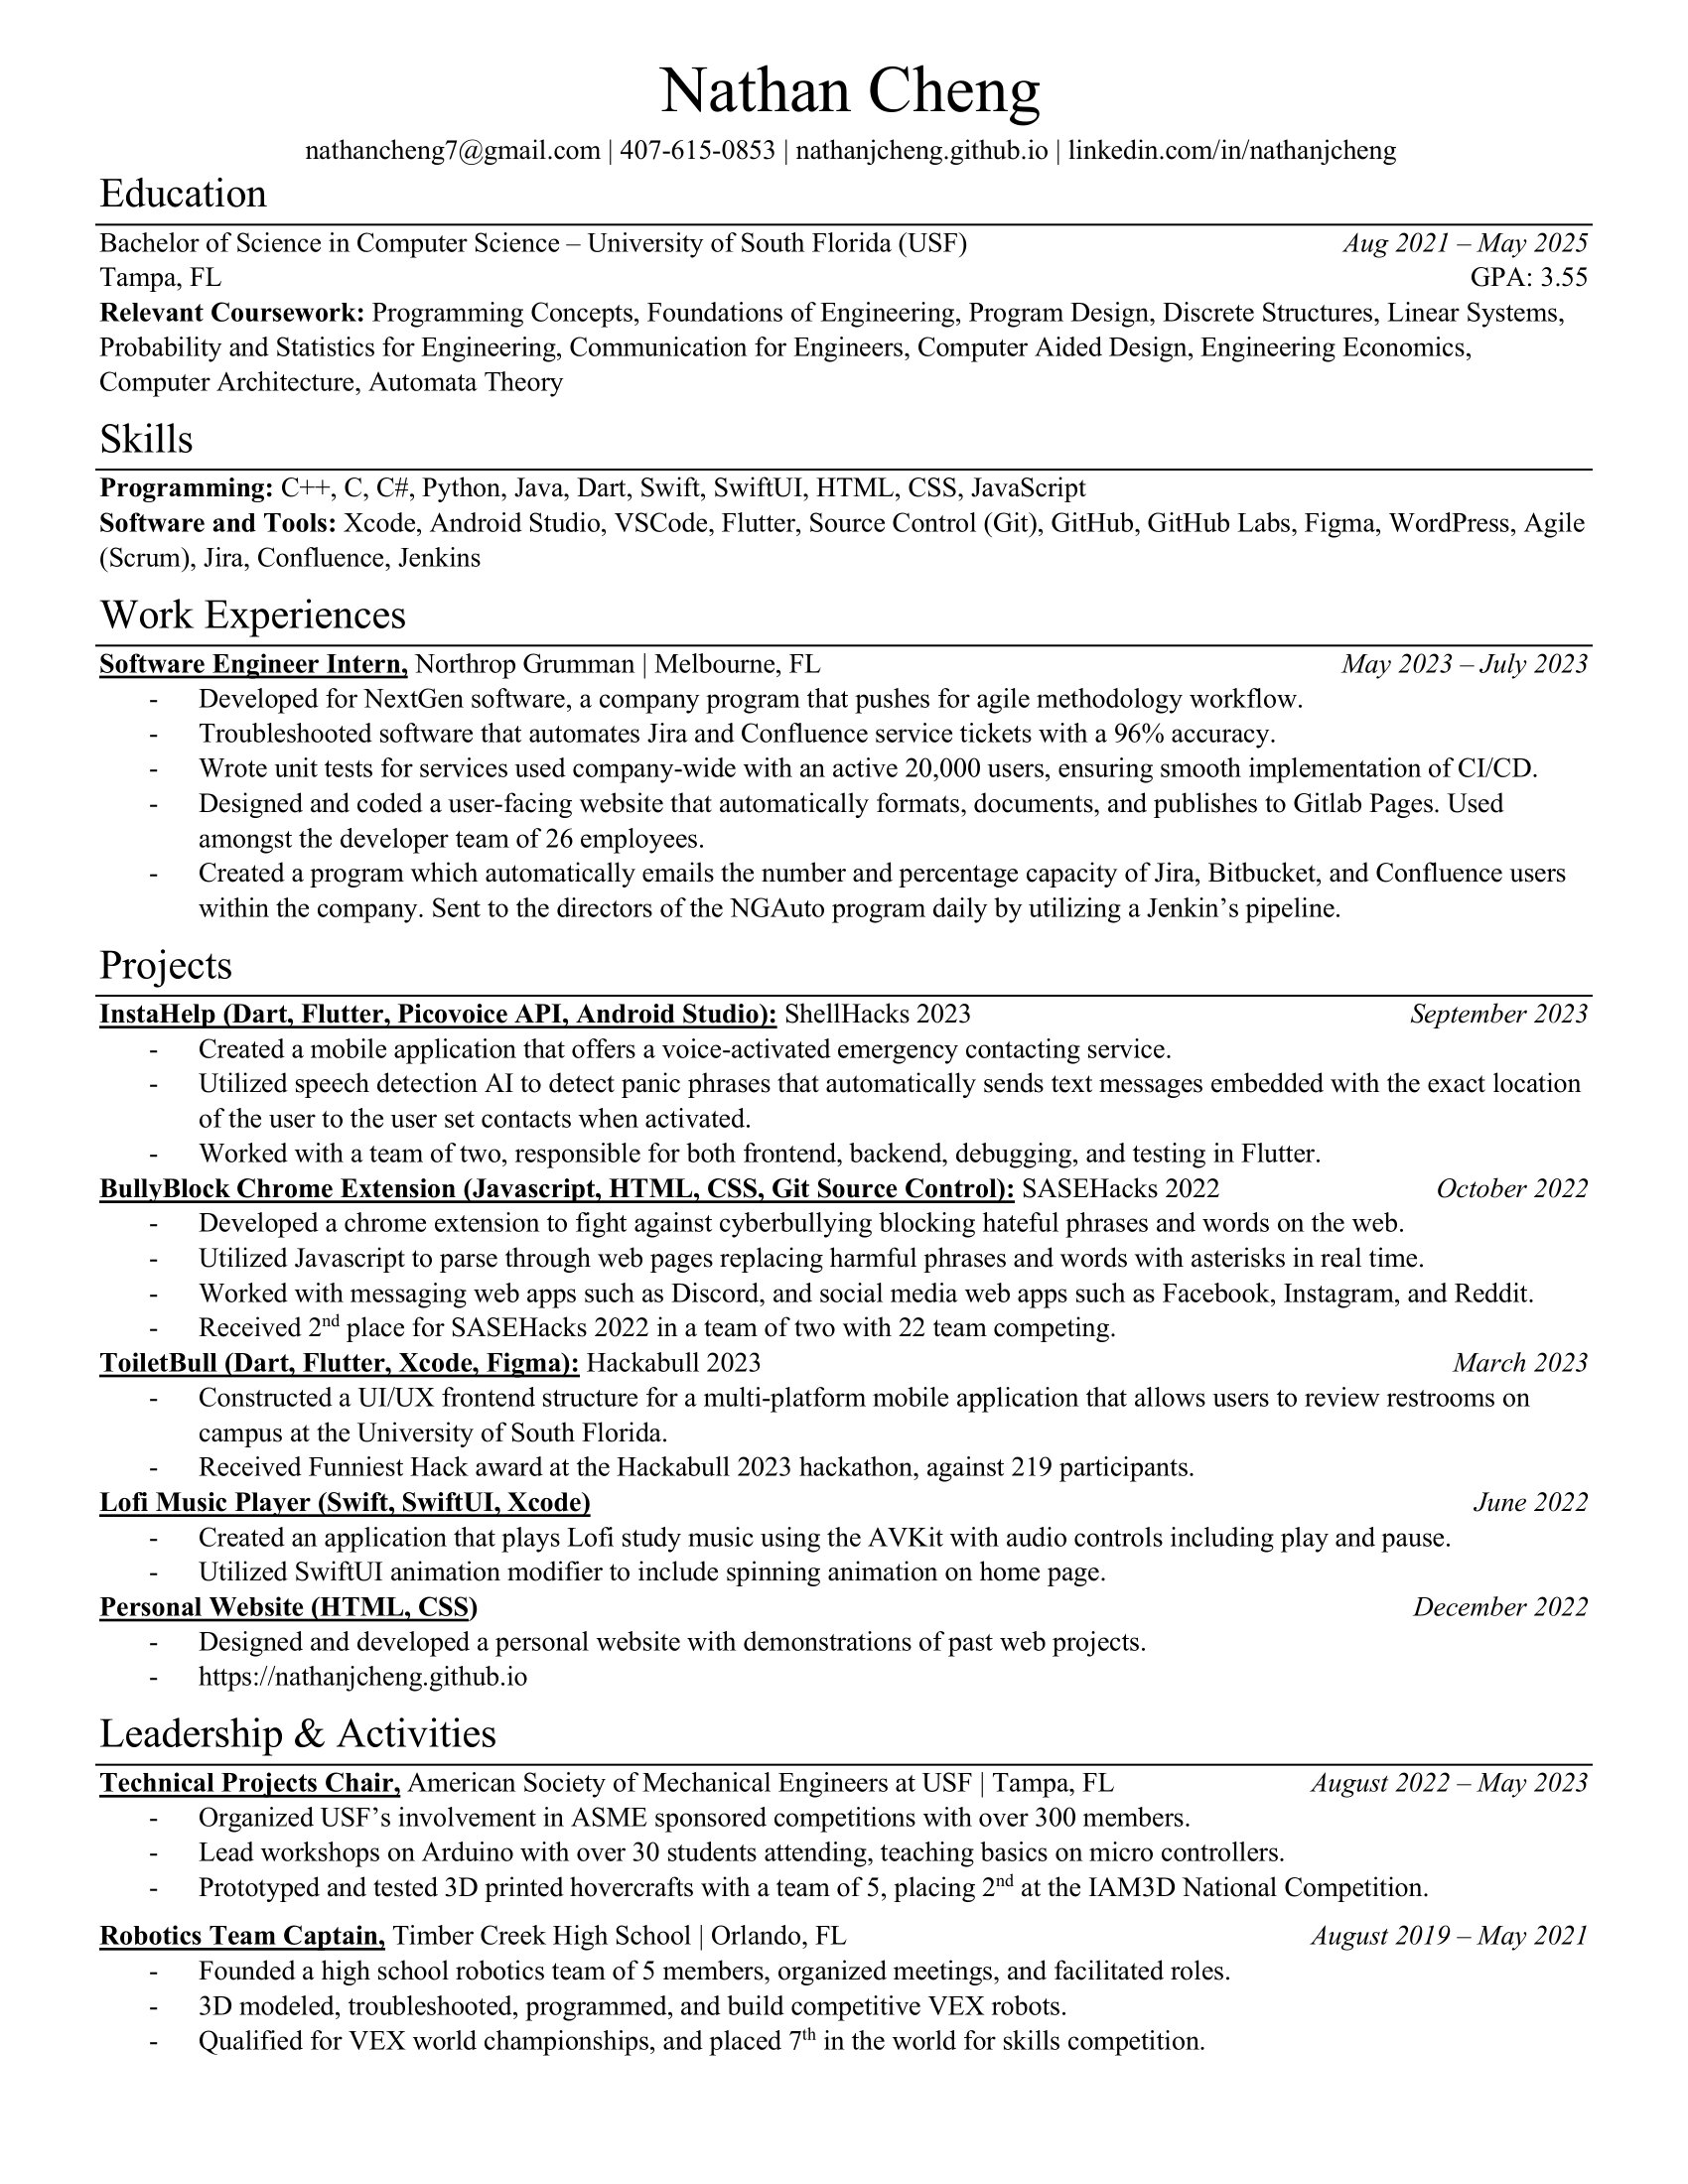 Nathan Cheng
nathancheng7@gmail.com | 407-615-0853 | nathanjcheng.github.io | linkedin.com/in/nathanjcheng
Education
Bachelor of Science in Computer Science – University of South Florida (USF) Aug 2021 – May 2025
Tampa, FL GPA: 3.55
Relevant Coursework: Programming Concepts, Foundations of Engineering, Program Design, Discrete Structures, Linear Systems,
Probability and Statistics for Engineering, Communication for Engineers, Computer Aided Design, Engineering Economics,
Computer Architecture, Automata Theory
Skills
Programming: C++, C, C#, Python, Java, Dart, Swift, SwiftUI, HTML, CSS, JavaScript
Software and Tools: Xcode, Android Studio, VSCode, Flutter, Source Control (Git), GitHub, GitHub Labs, Figma, WordPress, Agile
(Scrum), Jira, Confluence, Jenkins
Work Experiences
Software Engineer Intern, Northrop Grumman | Melbourne, FL May 2023 – July 2023
- Developed for NextGen software, a company program that pushes for agile methodology workflow.
- Troubleshooted software that automates Jira and Confluence service tickets with a 96% accuracy.
- Wrote unit tests for services used company-wide with an active 20,000 users, ensuring smooth implementation of CI/CD.
- Designed and coded a user-facing website that automatically formats, documents, and publishes to Gitlab Pages. Used
amongst the developer team of 26 employees.
- Created a program which automatically emails the number and percentage capacity of Jira, Bitbucket, and Confluence users
within the company. Sent to the directors of the NGAuto program daily by utilizing a Jenkin’s pipeline.
Projects
InstaHelp (Dart, Flutter, Picovoice API, Android Studio): ShellHacks 2023 September 2023
- Created a mobile application that offers a voice-activated emergency contacting service.
- Utilized speech detection AI to detect panic phrases that automatically sends text messages embedded with the exact location
of the user to the user set contacts when activated.
- Worked with a team of two, responsible for both frontend, backend, debugging, and testing in Flutter.
BullyBlock Chrome Extension (Javascript, HTML, CSS, Git Source Control): SASEHacks 2022 October 2022
- Developed a chrome extension to fight against cyberbullying blocking hateful phrases and words on the web.
- Utilized Javascript to parse through web pages replacing harmful phrases and words with asterisks in real time.
- Worked with messaging web apps such as Discord, and social media web apps such as Facebook, Instagram, and Reddit.
- Received 2nd place for SASEHacks 2022 in a team of two with 22 team competing.
ToiletBull (Dart, Flutter, Xcode, Figma): Hackabull 2023 March 2023
- Constructed a UI/UX frontend structure for a multi-platform mobile application that allows users to review restrooms on
campus at the University of South Florida.
- Received Funniest Hack award at the Hackabull 2023 hackathon, against 219 participants.
Lofi Music Player (Swift, SwiftUI, Xcode) June 2022
- Created an application that plays Lofi study music using the AVKit with audio controls including play and pause.
- Utilized SwiftUI animation modifier to include spinning animation on home page.
Personal Website (HTML, CSS) December 2022
- Designed and developed a personal website with demonstrations of past web projects.
- https://nathanjcheng.github.io
Leadership & Activities
Technical Projects Chair, American Society of Mechanical Engineers at USF | Tampa, FL August 2022 – May 2023
- Organized USF’s involvement in ASME sponsored competitions with over 300 members.
- Lead workshops on Arduino with over 30 students attending, teaching basics on micro controllers.
- Prototyped and tested 3D printed hovercrafts with a team of 5, placing 2nd at the IAM3D National Competition.
Robotics Team Captain, Timber Creek High School | Orlando, FL August 2019 – May 2021
- Founded a high school robotics team of 5 members, organized meetings, and facilitated roles.
- 3D modeled, troubleshooted, programmed, and build competitive VEX robots.
- Qualified for VEX world championships, and placed 7th in the world for skills competition.